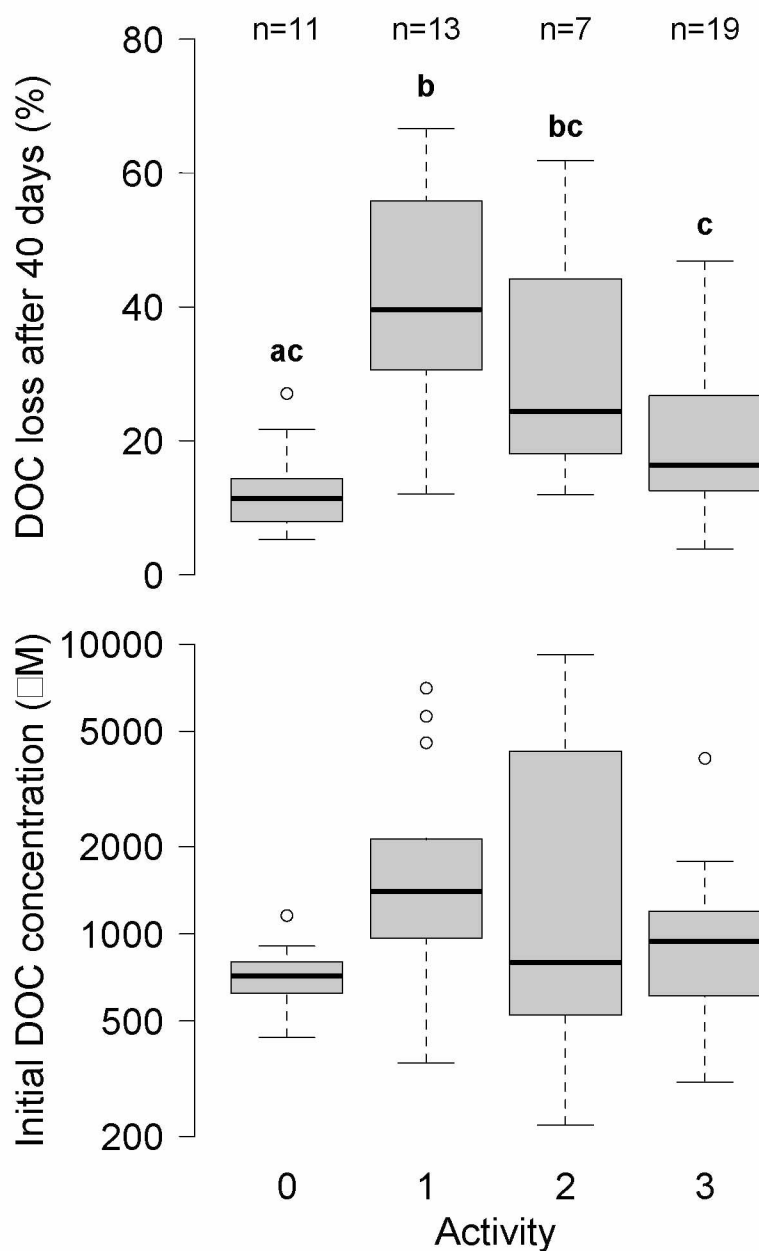 n=11 n=13 n=7 n=19
80
60
40
20
0
DOC loss after 40 days (%)
ac
b
bc
c
10000
5000
2000
1000
500
200
Initial DOC concentration (□M)
0 1 2 3
Activity